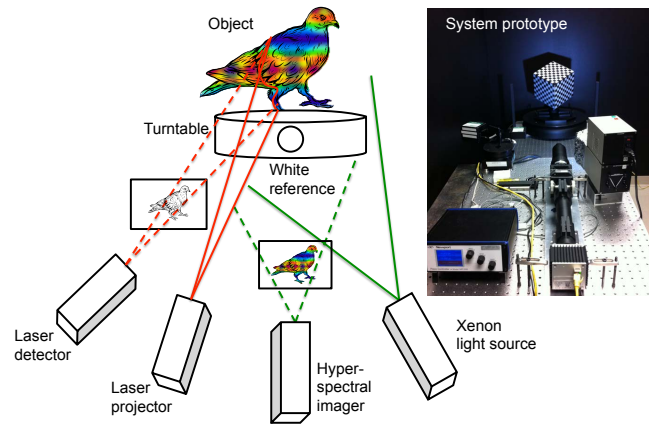 Object
System prototype
Turntable
White
reference
Laser
detector
Laser
projector
Hyper-
spectral
imager
Xenon
light source